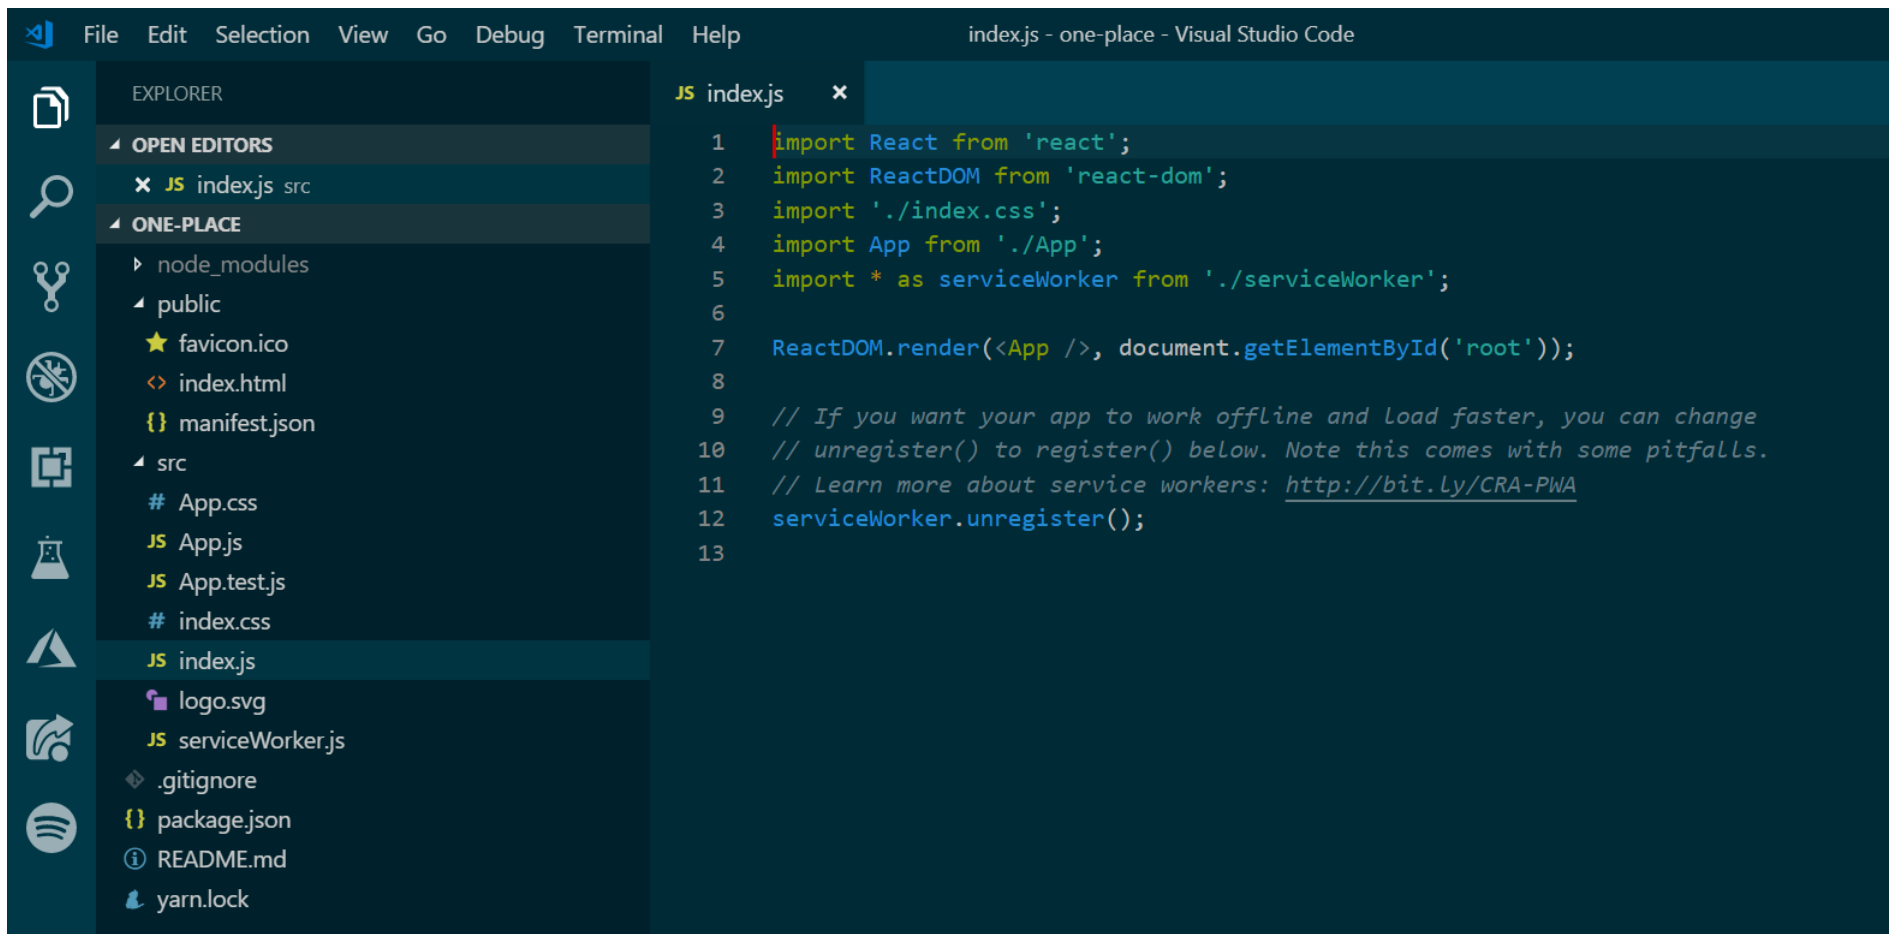 File Edit Selection View Go Debug Terminal Help index.js - one-place - Visual Studio Code
EXPLORER
OPEN EDITORS
JS index.js src
ONE-PLACE
node_modules
public
favicon.ico
<> index.html
{} manifest.json
src
# App.css
JS App.js
JS App.test.js
# index.css
JS index.js
logo.svg
JS serviceWorker.js
.gitignore
{} package.json
README.md
yarn.lock
JS index.js
1 import React from 'react';
2 import ReactDOM from 'react-dom';
3 import './index.css';
4 import App from './App';
5 import * as serviceWorker from './serviceWorker';
6
7 ReactDOM.render(<App />, document.getElementById('root'));
8
9 // If you want your app to work offline and load faster, you can change
10 // unregister() to register() below. Note this comes with some pitfalls.
11 // Learn more about service workers: http://bit.ly/CRA-PWA
12 serviceWorker.unregister();
13